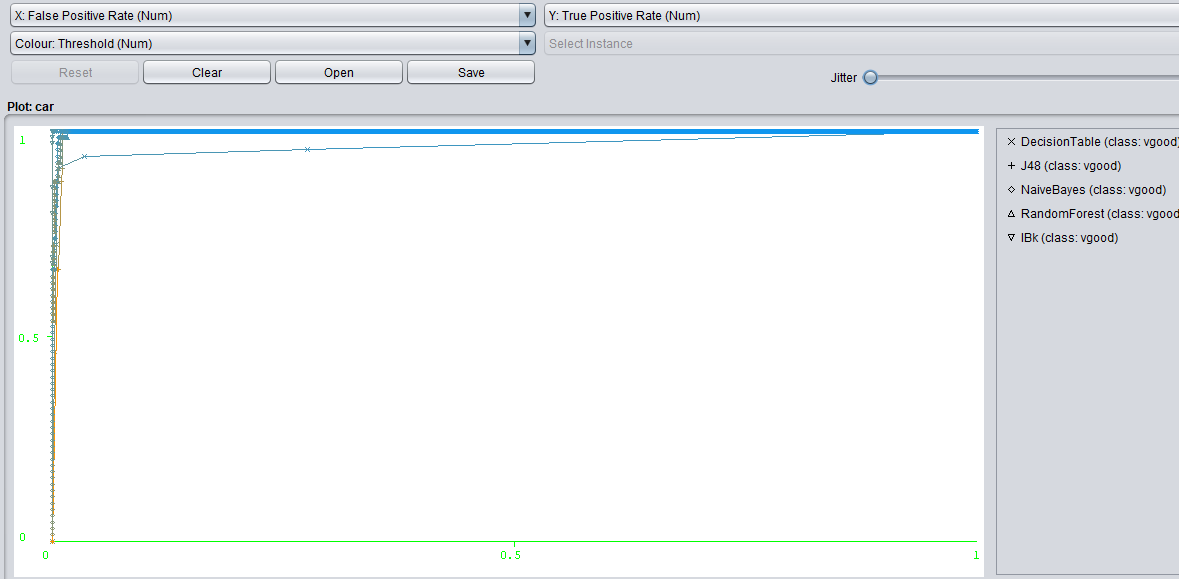 X: False Positive Rate (Num)
Y: True Positive Rate (Num)
Colour: Threshold (Num)
Select Instance
Reset
Clear
Open
Save
Jitter
Plot: car
1
0.5
0
0
0.5
1
DecisionTable (class: vgood)
J48 (class: vgood)
NaiveBayes (class: vgood)
RandomForest (class: vgood
IBk (class: vgood)